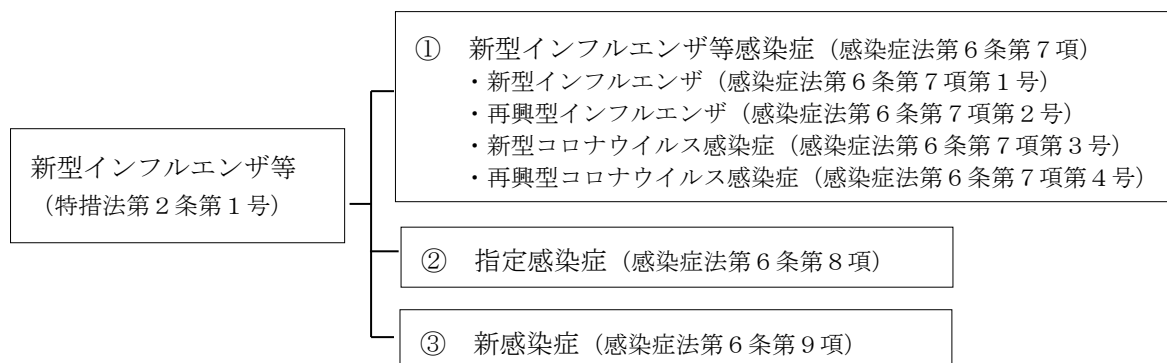 新型インフルエンザ等
（特措法第２条第１号）
① 新型インフルエンザ等感染症（感染症法第６条第７項）
・新型インフルエンザ（感染症法第６条第７項第１号）
・再興型インフルエンザ（感染症法第６条第７項第２号）
・新型コロナウイルス感染症（感染症法第６条第７項第３号）
・再興型コロナウイルス感染症（感染症法第６条第７項第４号）
② 指定感染症（感染症法第６条第８項）
③ 新感染症（感染症法第６条第９項）